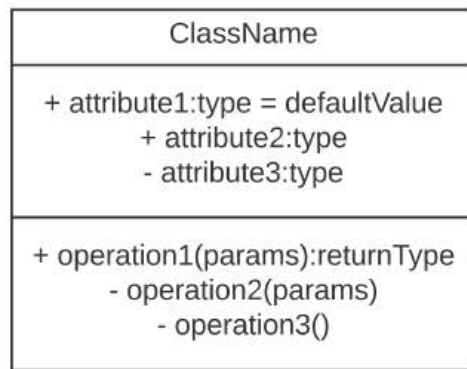 ClassName
+ attribute1:type = defaultValue
+ attribute2:type
- attribute3:type
+ operation1(params):returnType
- operation2(params)
- operation3()